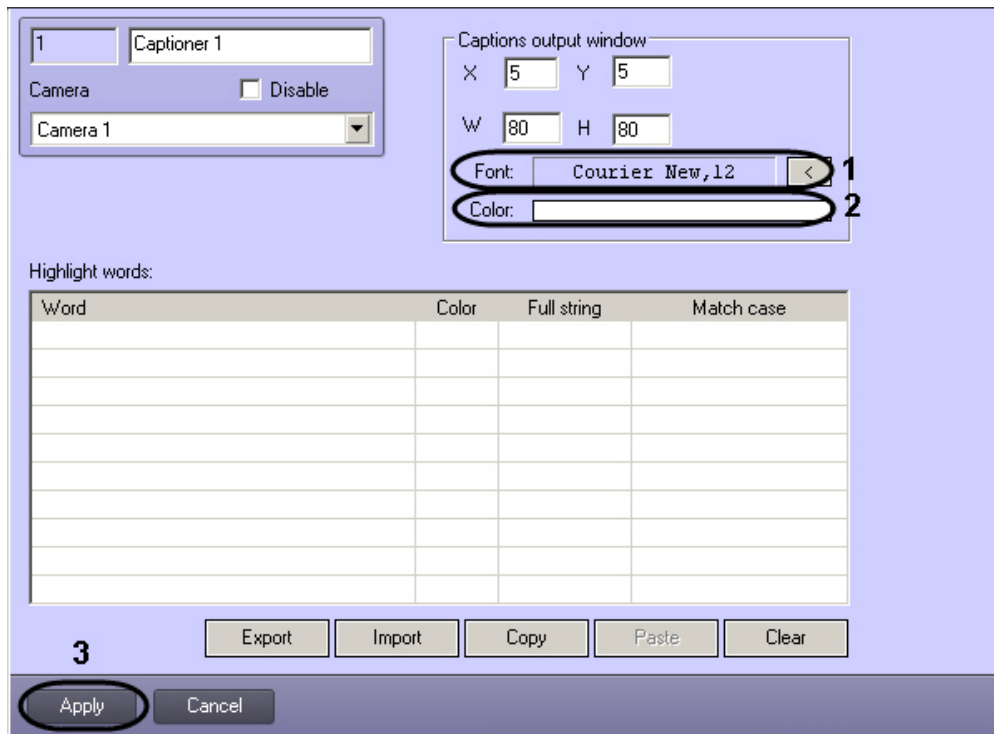 1 Captioner 1
Camera Disable
Camera 1
Captions output window
X 5 Y 5
W 80 H 80
Font: Courier New,12 < 1
Color: 2
Highlight words:
Word Color Full string Match case
Export Import Copy Paste Clear
3
Apply Cancel